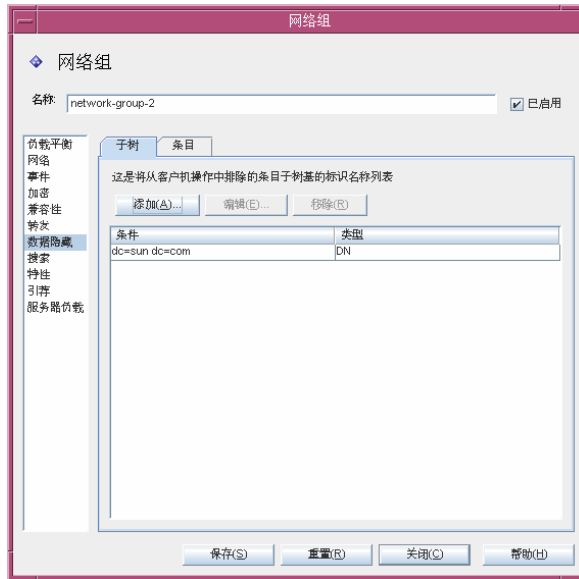 网络组
网络组
名称: network-group-2 已启用
负载平衡
网络
事件
加密
兼容性
转发
数据隐藏
搜索
特性
引荐
服务器负载
子树 条目
这是将从客户机操作中排除的条目子树基的标识名称列表
添加(A)... 编辑(E)... 移除(R)
条件 类型
dc=sun dc=com DN
保存(S) 重置(R) 关闭(C) 帮助(H)